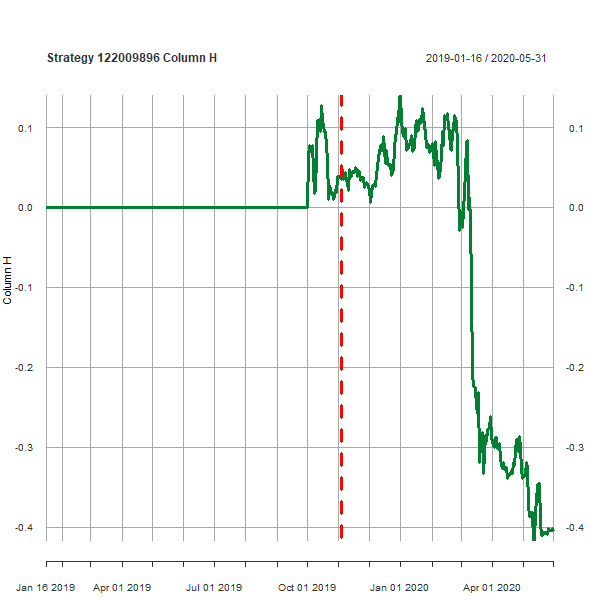 Strategy 122009896 Column H
2019-01-16 / 2020-05-31
0.1 0.1
0.0 0.0
-0.1 -0.1
-0.2 -0.2
-0.3 -0.3
-0.4 -0.4
Column H
Jan 16 2019 Apr 01 2019 Jul 01 2019 Oct 01 2019 Jan 01 2020 Apr 01 2020